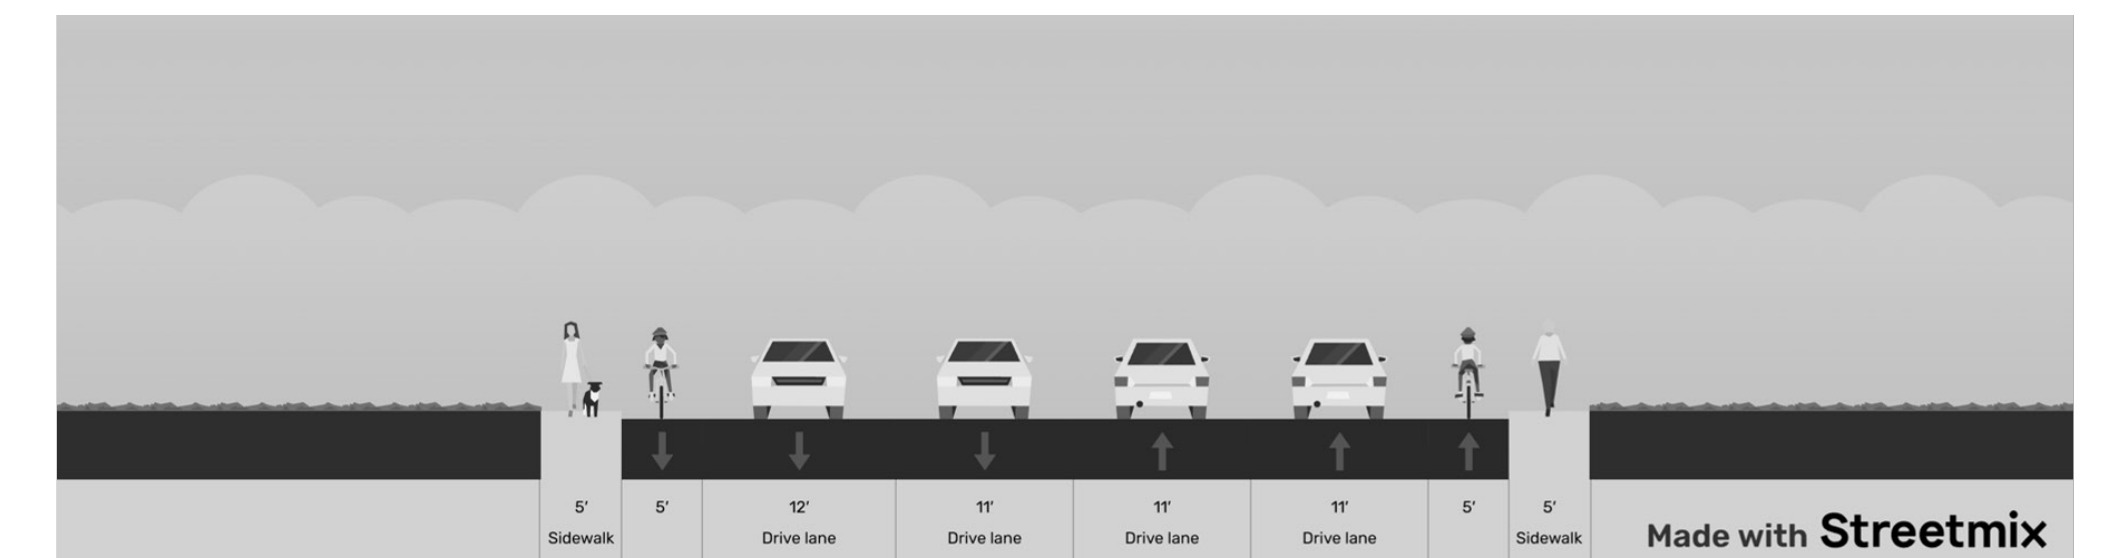 5′ 5′ 12′ 11′ 11′ 11′ 5′ 5′
Sidewalk Drive lane Drive lane Drive lane Drive lane Sidewalk
Made with Streetmix